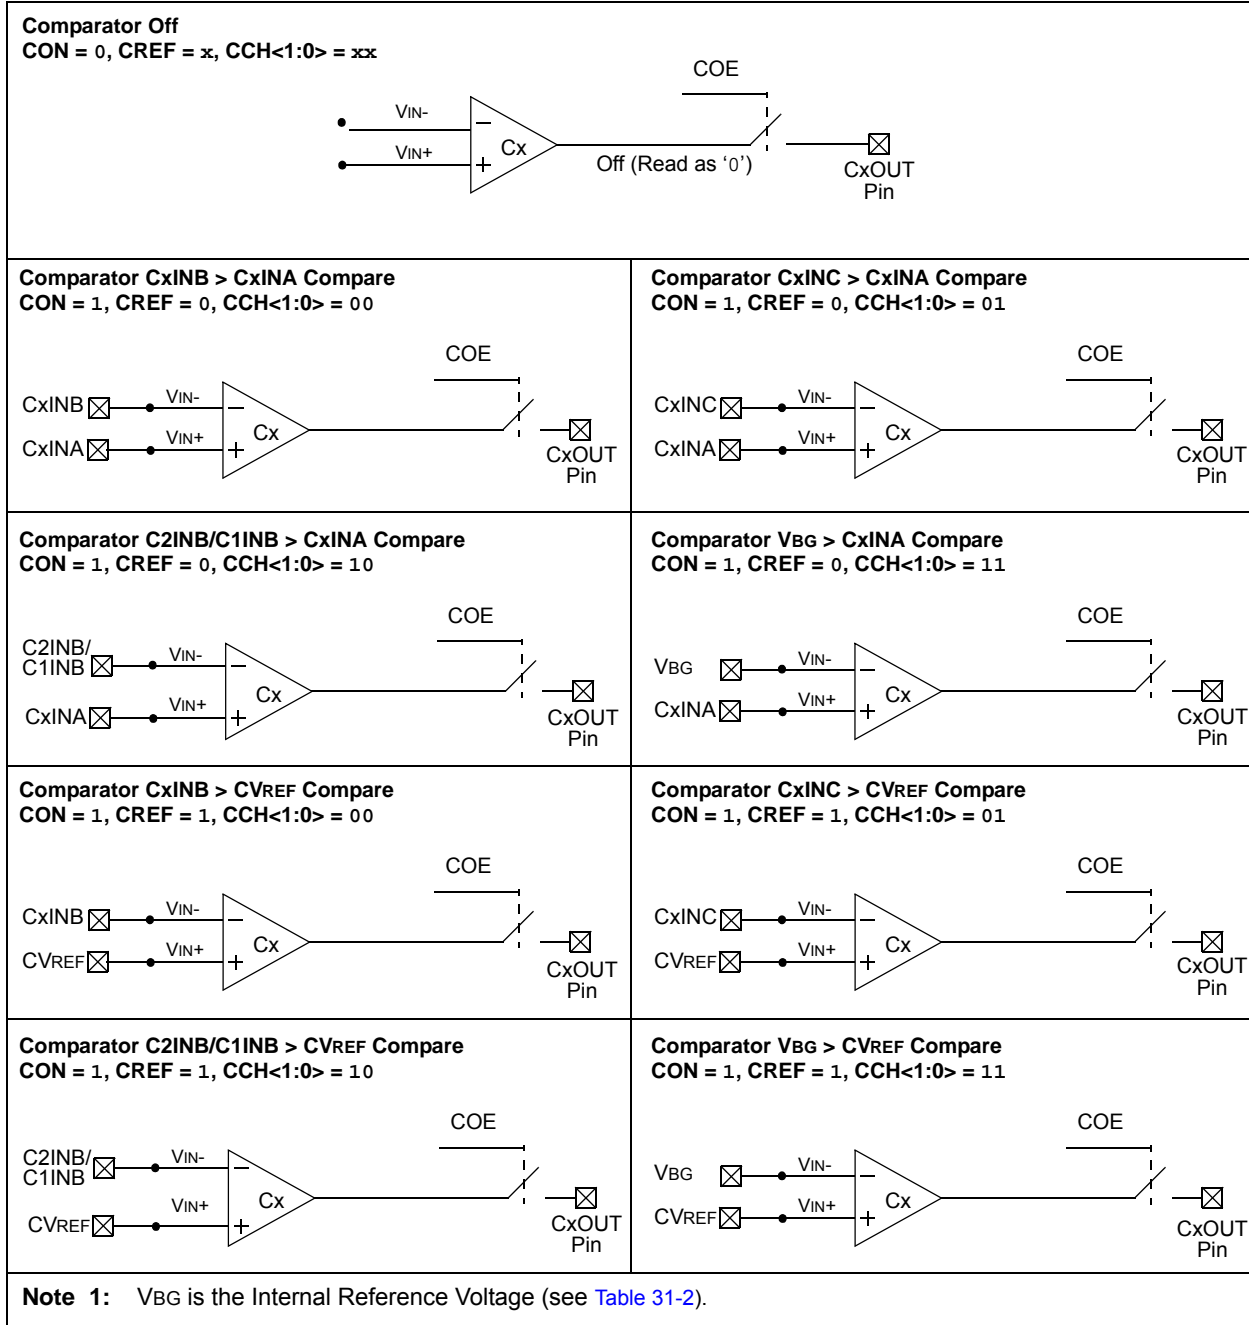 Comparator Off
CON = 0, CREF = x, CCH<1:0> = xx
COE
VIN-
VIN+
Cx
Off (Read as ‘0’)
CxOUT
Pin
Comparator CxINB > CxINA Compare
CON = 1, CREF = 0, CCH<1:0> = 00
COE
CxINB
VIN-
CxINA
VIN+
Cx
CxOUT
Pin
Comparator CxINC > CxINA Compare
CON = 1, CREF = 0, CCH<1:0> = 01
COE
CxINC
VIN-
CxINA
VIN+
Cx
CxOUT
Pin
Comparator C2INB/C1INB > CxINA Compare
CON = 1, CREF = 0, CCH<1:0> = 10
COE
C2INB/
C1INB
VIN-
CxINA
VIN+
Cx
CxOUT
Pin
Comparator VBG > CxINA Compare
CON = 1, CREF = 0, CCH<1:0> = 11
COE
VBG
VIN-
CxINA
VIN+
Cx
CxOUT
Pin
Comparator CxINB > CVREF Compare
CON = 1, CREF = 1, CCH<1:0> = 00
COE
CxINB
VIN-
CVREF
VIN+
Cx
CxOUT
Pin
Comparator CxINC > CVREF Compare
CON = 1, CREF = 1, CCH<1:0> = 01
COE
CxINC
VIN-
CVREF
VIN+
Cx
CxOUT
Pin
Comparator C2INB/C1INB > CVREF Compare
CON = 1, CREF = 1, CCH<1:0> = 10
COE
C2INB/
C1INB
VIN-
CVREF
VIN+
Cx
CxOUT
Pin
Comparator VBG > CVREF Compare
CON = 1, CREF = 1, CCH<1:0> = 11
COE
VBG
VIN-
CVREF
VIN+
Cx
CxOUT
Pin
Note 1: VBG is the Internal Reference Voltage (see Table 31-2).